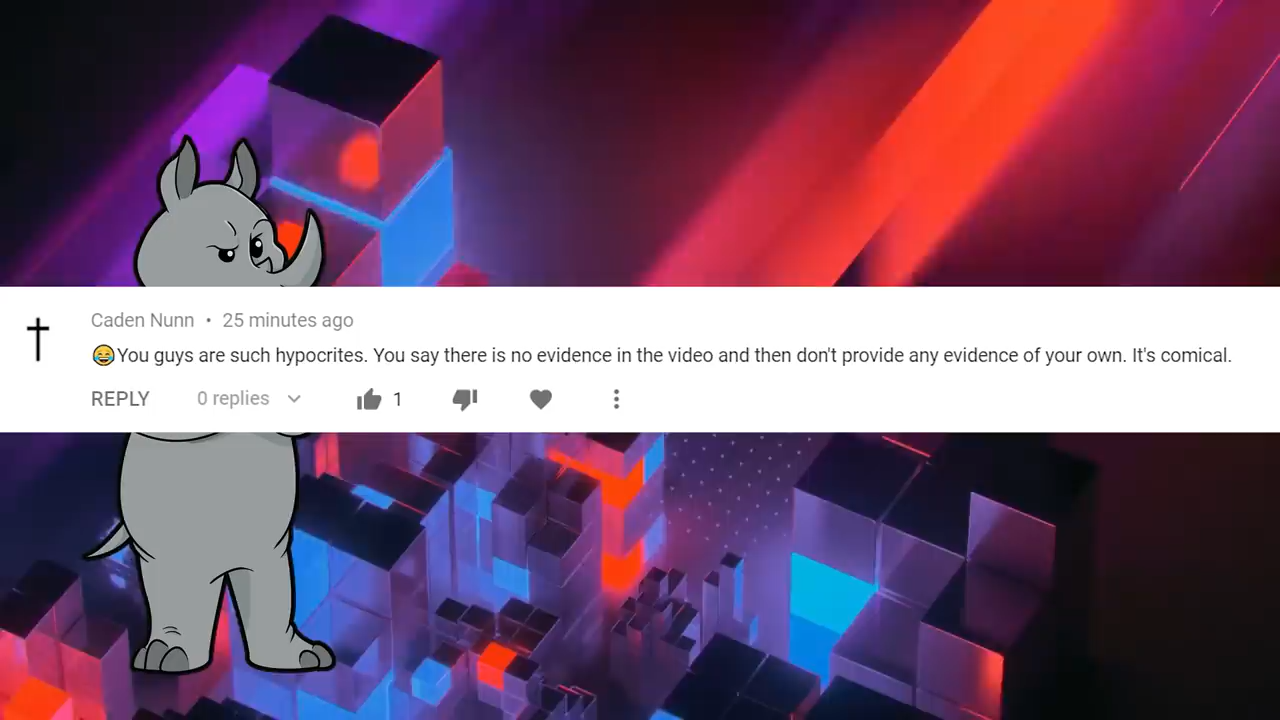 Caden Nunn • 25 minutes ago
😂You guys are such hypocrites. You say there is no evidence in the video and then don't provide any evidence of your own. It's comical.
REPLY 0 replies 1